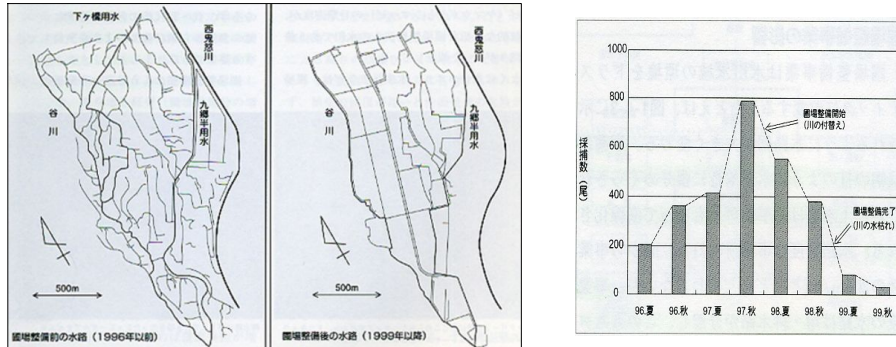 下ヶ橋用水
西鬼怒川
谷川
九郷半用水
500m
圃場整備前の水路（1996年以前）
西鬼怒川
谷川
九郷半用水
500m
圃場整備後の水路（1999年以降）
1000
800
600
400
200
0
採捕数（尾）
圃場整備開始
（川の付替え）
圃場整備完了
（川の水枯れ）
96.夏 96.秋 97.夏 97.秋 98.夏 98.秋 99.夏 99.秋